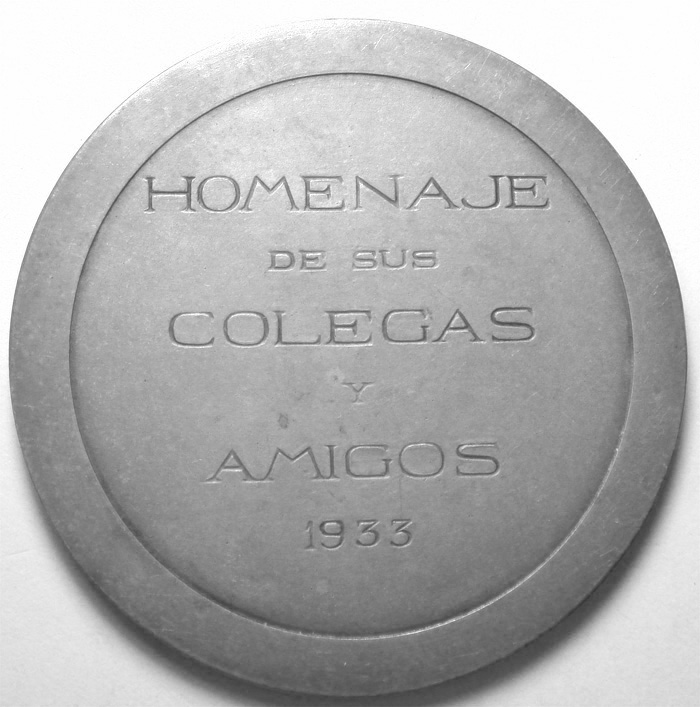 HOMENAJE
DE SUS
COLEGAS
Y
AMIGOS
1933